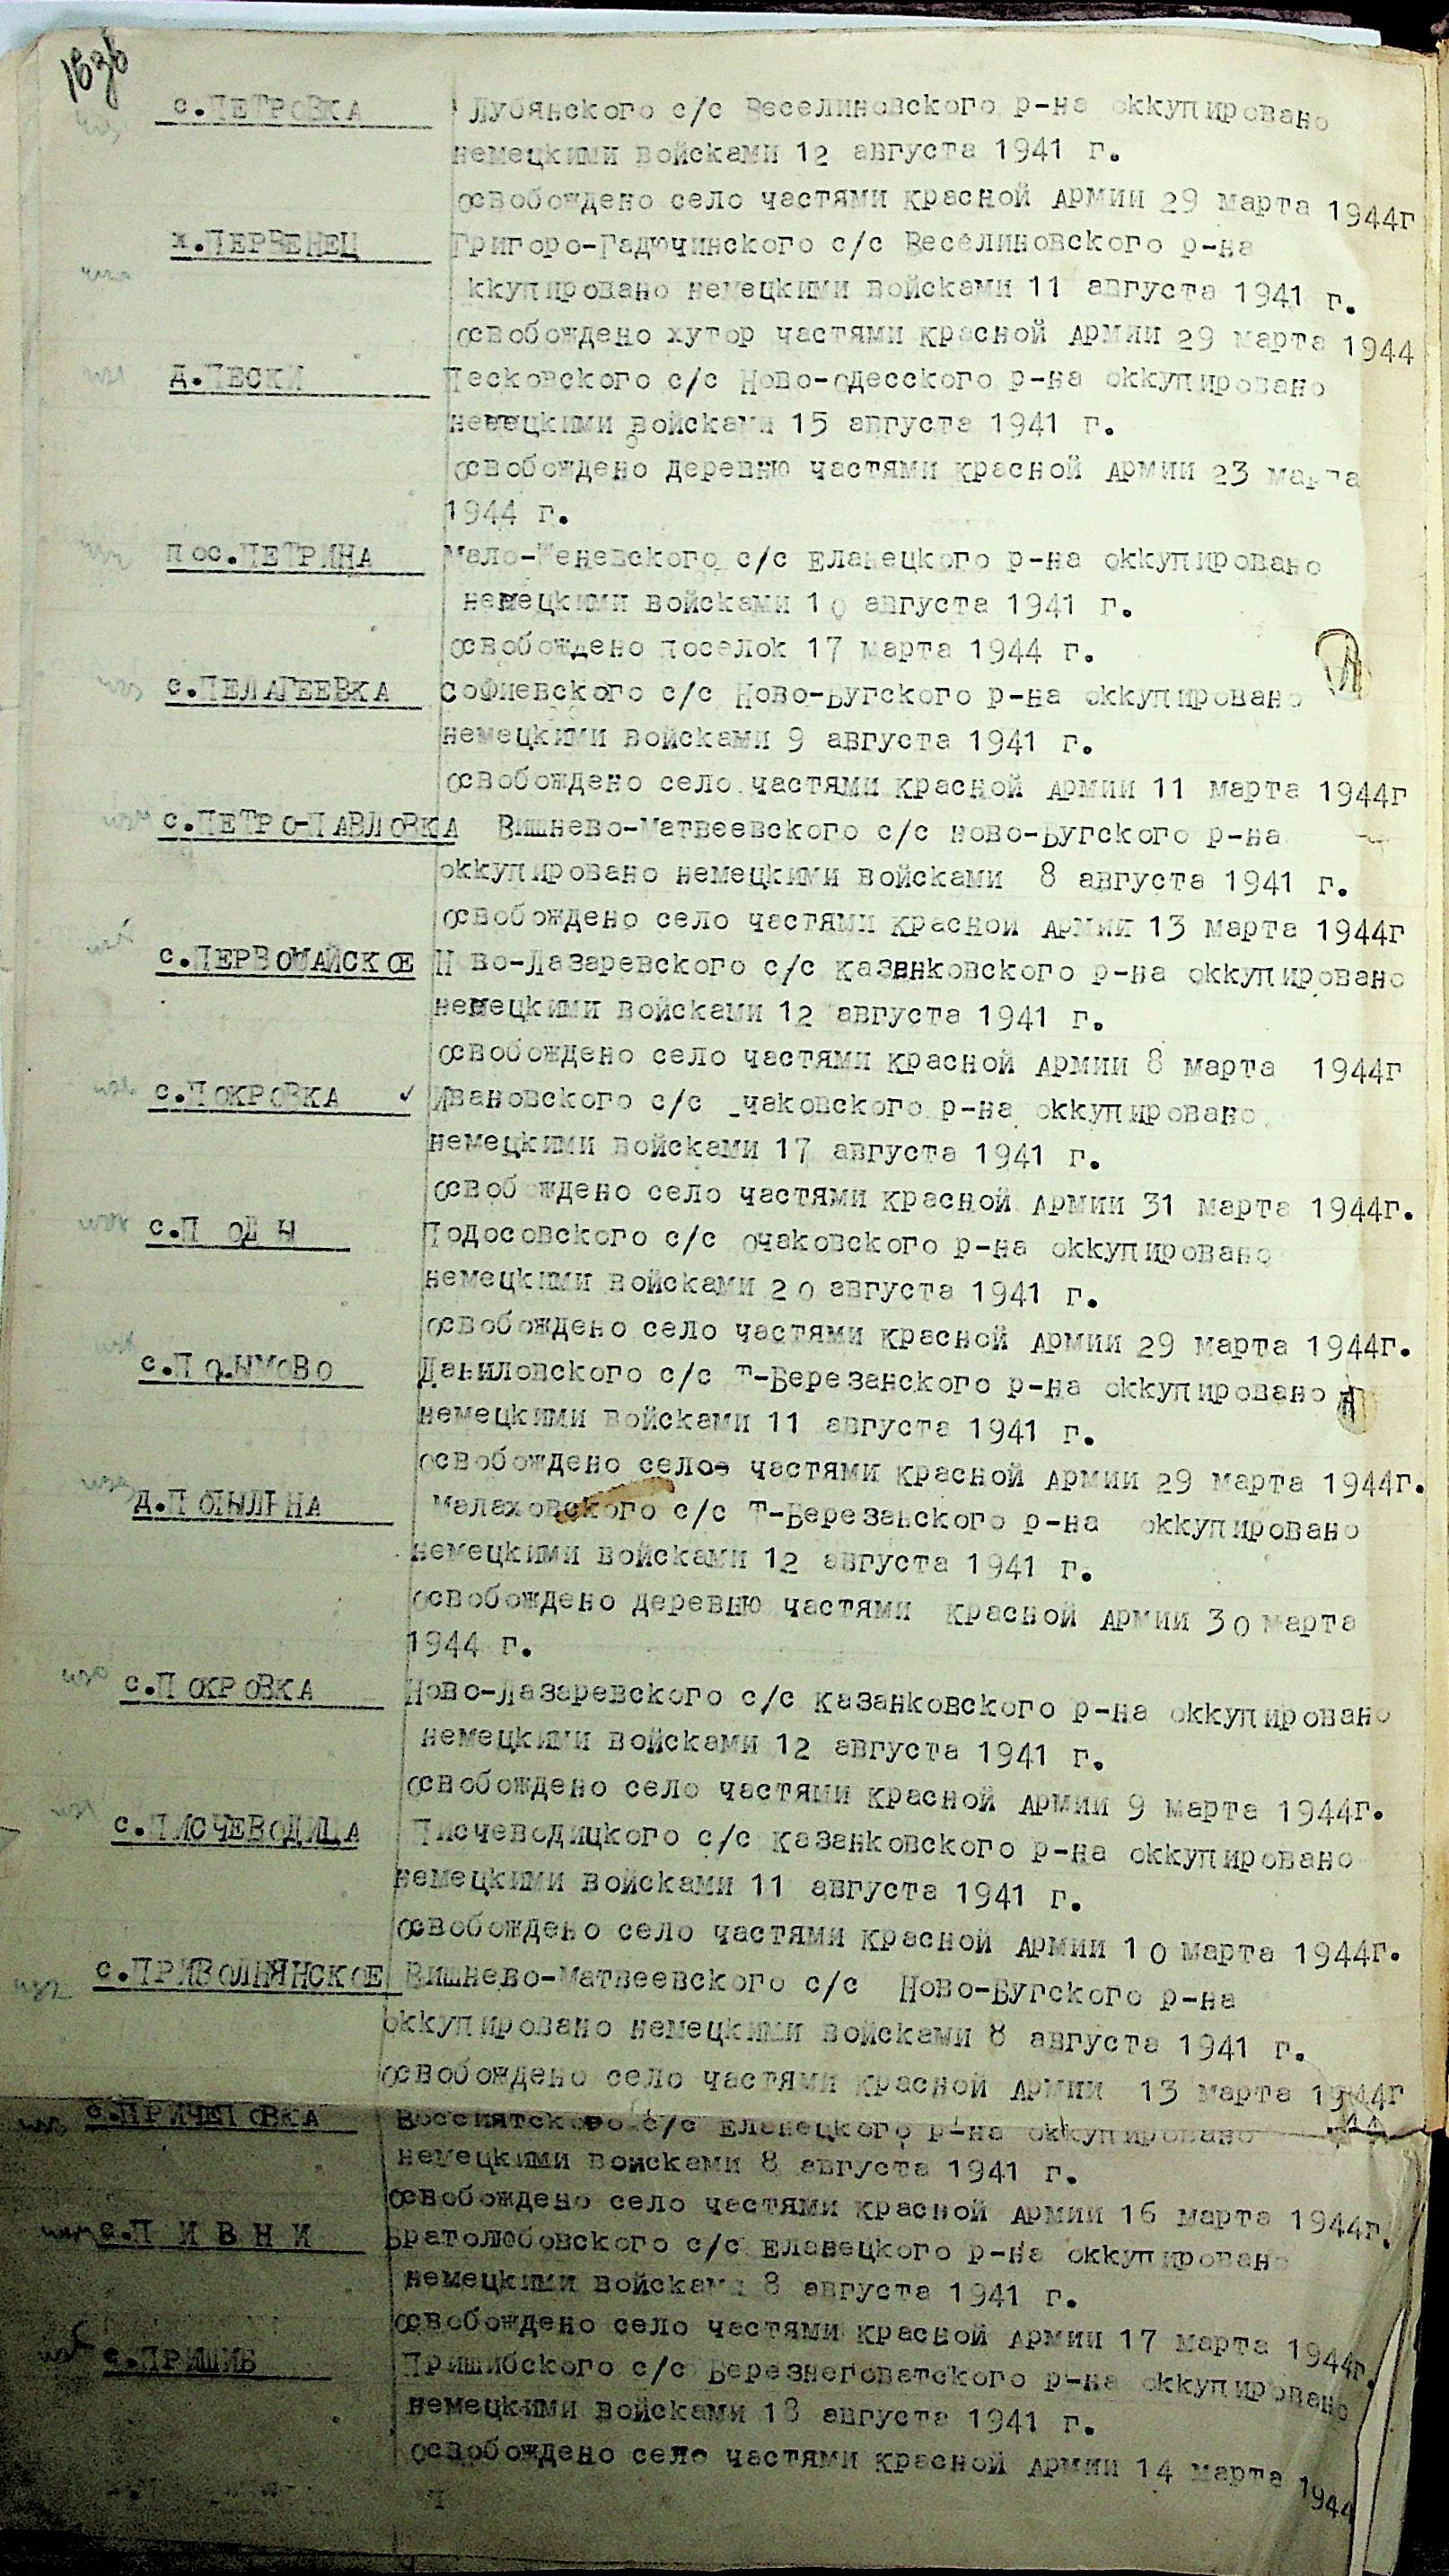 с.ПЕТРОВКА Лубянского с/с Веселиновского р-на оккупировано
немецкими войсками 12 августа 1941 г.
освобождено село частями красной Армии 29 марта 1944г
х.ПЕРВЕНЕЦ Григоро-Гадючинского с/с Веселиновского р-на
ккупировано немецкими войсками 11 августа 1941 г.
освобождено хутор частями красной Армии 29 марта 1944
д.ПЕСКИ Песковского с/с Ново-одесского р-на оккупировано
немецкими войсками 15 августа 1941 г.
освобождено деревню частями красной Армии 23 марта
1944 г.
пос.ПЕТРИНА Еланецкого р-на оккупировано
немецкими войсками 10 августа 1941 г.
освобождено поселок 17 марта 1944 г.
с.ПЕЛАГЕЕВКА Софиевского с/с Ново-Бугского р-на оккупировано
немецкими войсками 9 августа 1941 г.
освобождено село частями красной Армии 11 марта 1944г
с.ПЕТРО-ПАВЛОВКА Вишнево-Матвеевского с/с ново-Бугского р-на
оккупировано немецкими войсками 8 августа 1941 г.
освобождено село частями красной Армии 13 марта 1944г
с.ПЕРВОМАЙСКОЕ Н во-Лазаревского с/с казанковского р-на оккупировано
немецкими войсками 12 августа 1941 г.
освобождено село частями красной Армии 8 марта 1944г
с.ПОКРОВКА ✓ Ивановского с/с _чаковского р-на оккупировано
немецкими войсками 17 августа 1941 г.
освоб ждено село частями красной Армии 31 марта 1944г.
с.П ОД Ы Подосовского с/с очаковского р-на оккупировано
немецкими войсками 20 августа 1941 г.
освобождено село частями красной Армии 29 марта 1944г.
Даниловского с/с Т-Березанского р-на оккупировано
немецкими войсками 11 августа 1941 г.
освобождено селое частями красной Армии 29 марта 1944г.
Малаховского с/с Т-Березанского р-на оккупировано
немецкими войсками 12 августа 1941 г.
освобождено деревню частями красной Армии 30 марта
1944 г.
с.ПОКРОВКА Ново-Лазаревского с/с казанковского р-на оккупировано
немецкими войсками 12 августа 1941 г.
освобождено село частями красной Армии 9 марта 1944г.
с.ПИСЧЕВОДИЦА Писчеводицкого с/с казанковского р-на оккупировано
немецкими войсками 11 августа 1941 г.
освобождено село частями красной Армии 10 марта 1944г.
с.ПРИВОЛЬНЯНСКОЕ Вишнево-Матвеевского с/с Ново-Бугского р-на
оккупировано немецкими войсками 8 августа 1941 г.
освобождено село частями красной Армии 13 марта 1944г
с.ПРИЧЕПОВКА с/с Еланецкого р-на оккупировано 44
немецкими войсками 8 августа 1941 г.
освобождено село частями красной Армии 16 марта 1944г.
с.П И В Н И Братолюбовского с/с Еланецкого р-на оккупировано
немецкими войсками 8 августа 1941 г.
освобождено село частями красной Армии 17 марта 1944г.
с.ПРИШИБ Пришибского с/с Березнеговатского р-на оккупировано
немецкими войсками 18 августа 1941 г.
освобождено село частями красной Армии 14 марта 1944